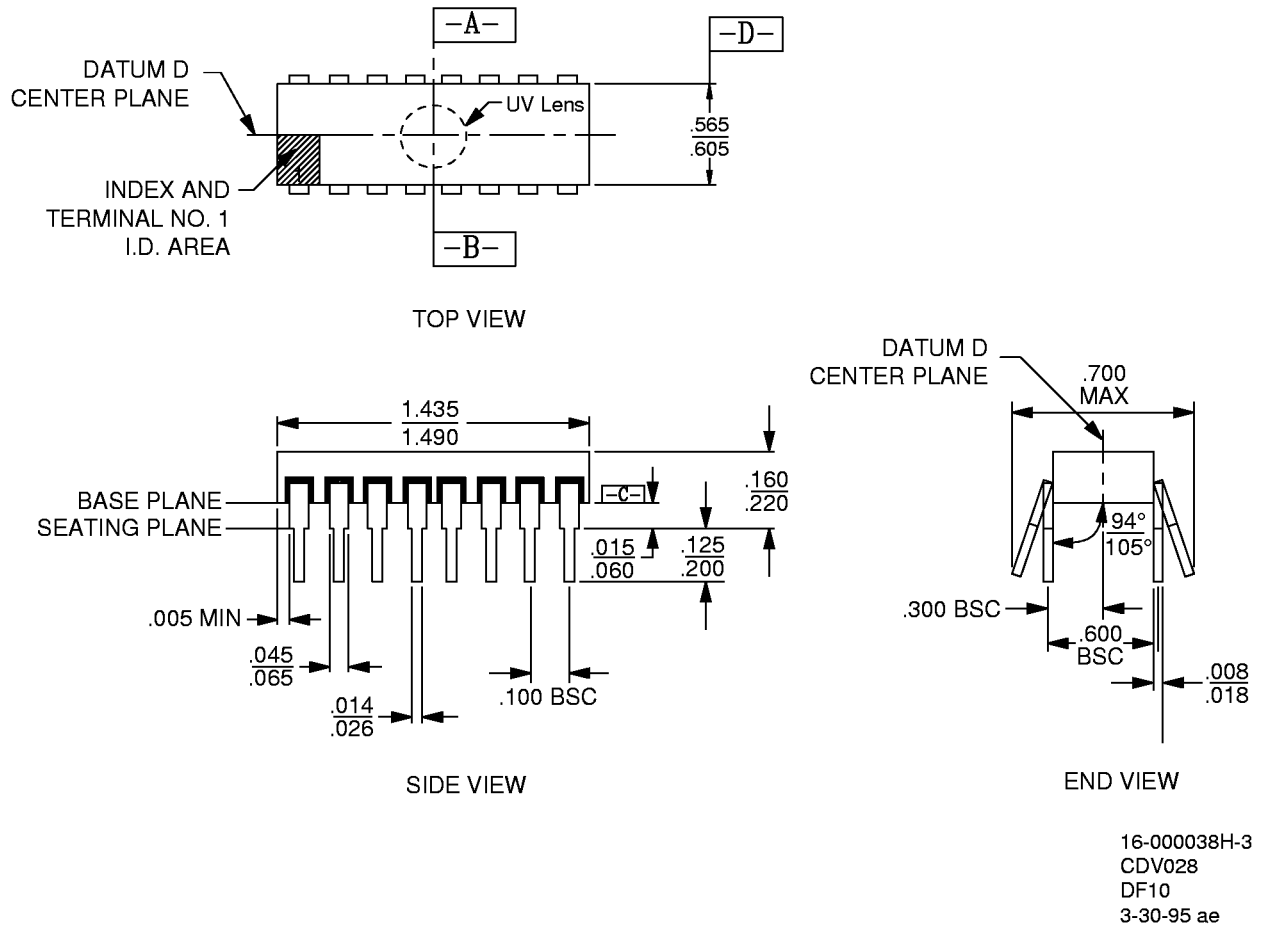 -A-
-D-
DATUM D
CENTER PLANE
UV Lens
.565
.605
1
INDEX AND
TERMINAL NO. 1
I.D. AREA
-B-
TOP VIEW
DATUM D
CENTER PLANE
.700
MAX
1.435
1.490
BASE PLANE
SEATING PLANE
-C-
.160
.220
.015
.060
.125
.200
94°
105°
.005 MIN
.300 BSC
.600
BSC
.045
.065
.100 BSC
.008
.018
.014
.026
SIDE VIEW
END VIEW
16-000038H-3
CDV028
DF10
3-30-95 ae